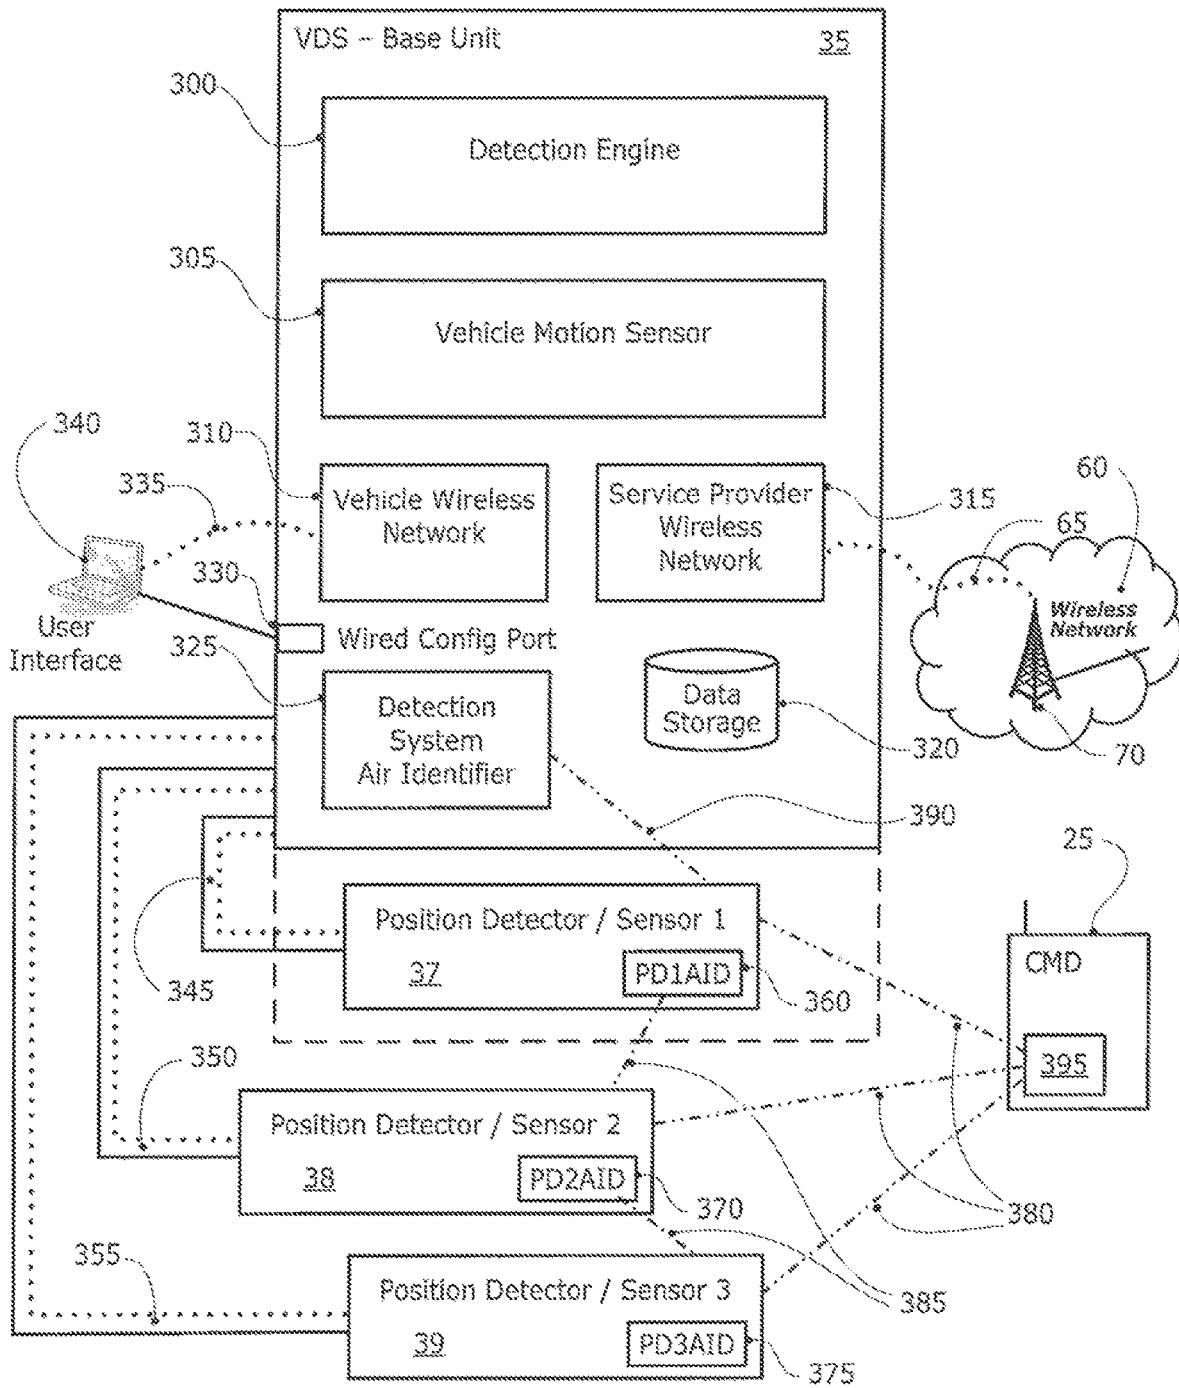 VDS – Base Unit
35
300
Detection Engine
305
Vehicle Motion Sensor
340
310
335
Vehicle Wireless
Network
Service Provider
Wireless
Network
315
60
65
Wireless
Network
70
330
User
Interface
Wired Config Port
325
Detection
System
Air Identifier
Data
Storage
320
390
25
CMD
395
345
Position Detector / Sensor 1
37
PD1AID
360
350
Position Detector / Sensor 2
38
PD2AID
370
380
355
Position Detector / Sensor 3
39
PD3AID
385
375